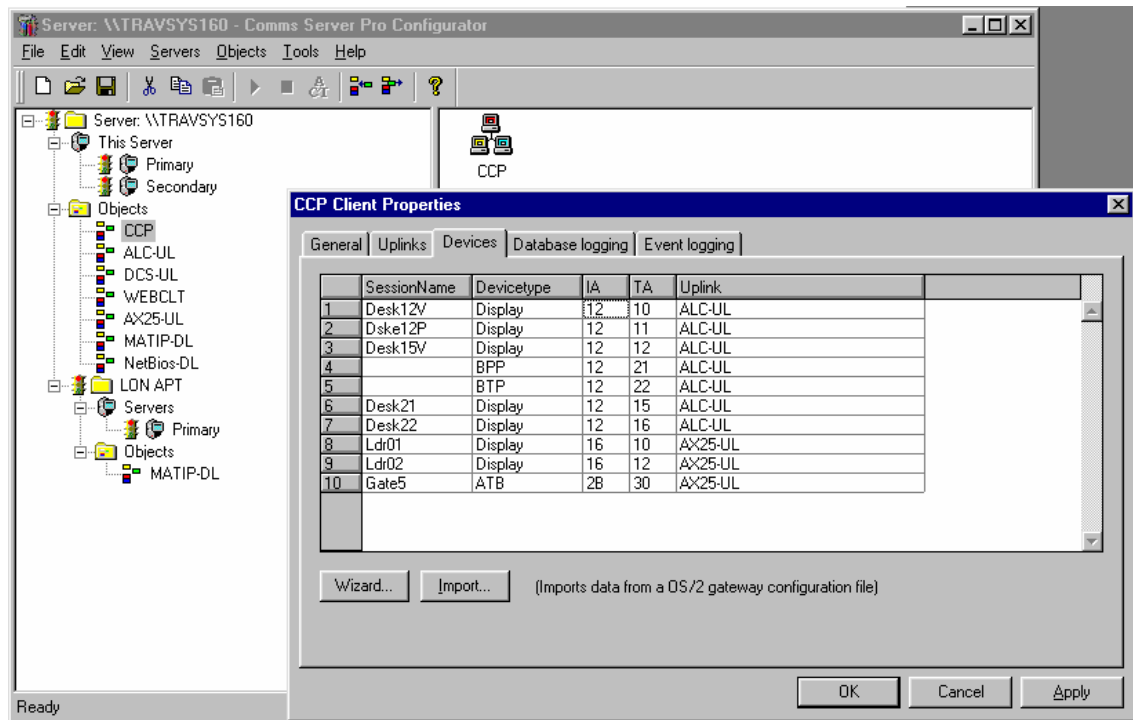 Server: \\TRAVSYS160 - Comms Server Pro Configurator
File Edit View Servers Objects Tools Help
Server: \\TRAVSYS160
This Server
Primary
Secondary
Objects
CCP
ALC-UL
DCS-UL
WEBCLT
AX25-UL
MATIP-DL
NetBios-DL
LON APT
Servers
Primary
Objects
MATIP-DL
CCP
CCP Client Properties
General Uplinks Devices Database logging Event logging
SessionName Devicetype IA TA Uplink
1 Desk12V Display 12 10 ALC-UL
2 Dske12P Display 12 11 ALC-UL
3 Desk15V Display 12 12 ALC-UL
4 BPP 12 21 ALC-UL
5 BTP 12 22 ALC-UL
6 Desk21 Display 12 15 ALC-UL
7 Desk22 Display 12 16 ALC-UL
8 Ldr01 Display 16 10 AX25-UL
9 Ldr02 Display 16 12 AX25-UL
10 Gate5 ATB 2B 30 AX25-UL
Wizard... Import... (Imports data from a OS/2 gateway configuration file)
OK Cancel Apply
Ready